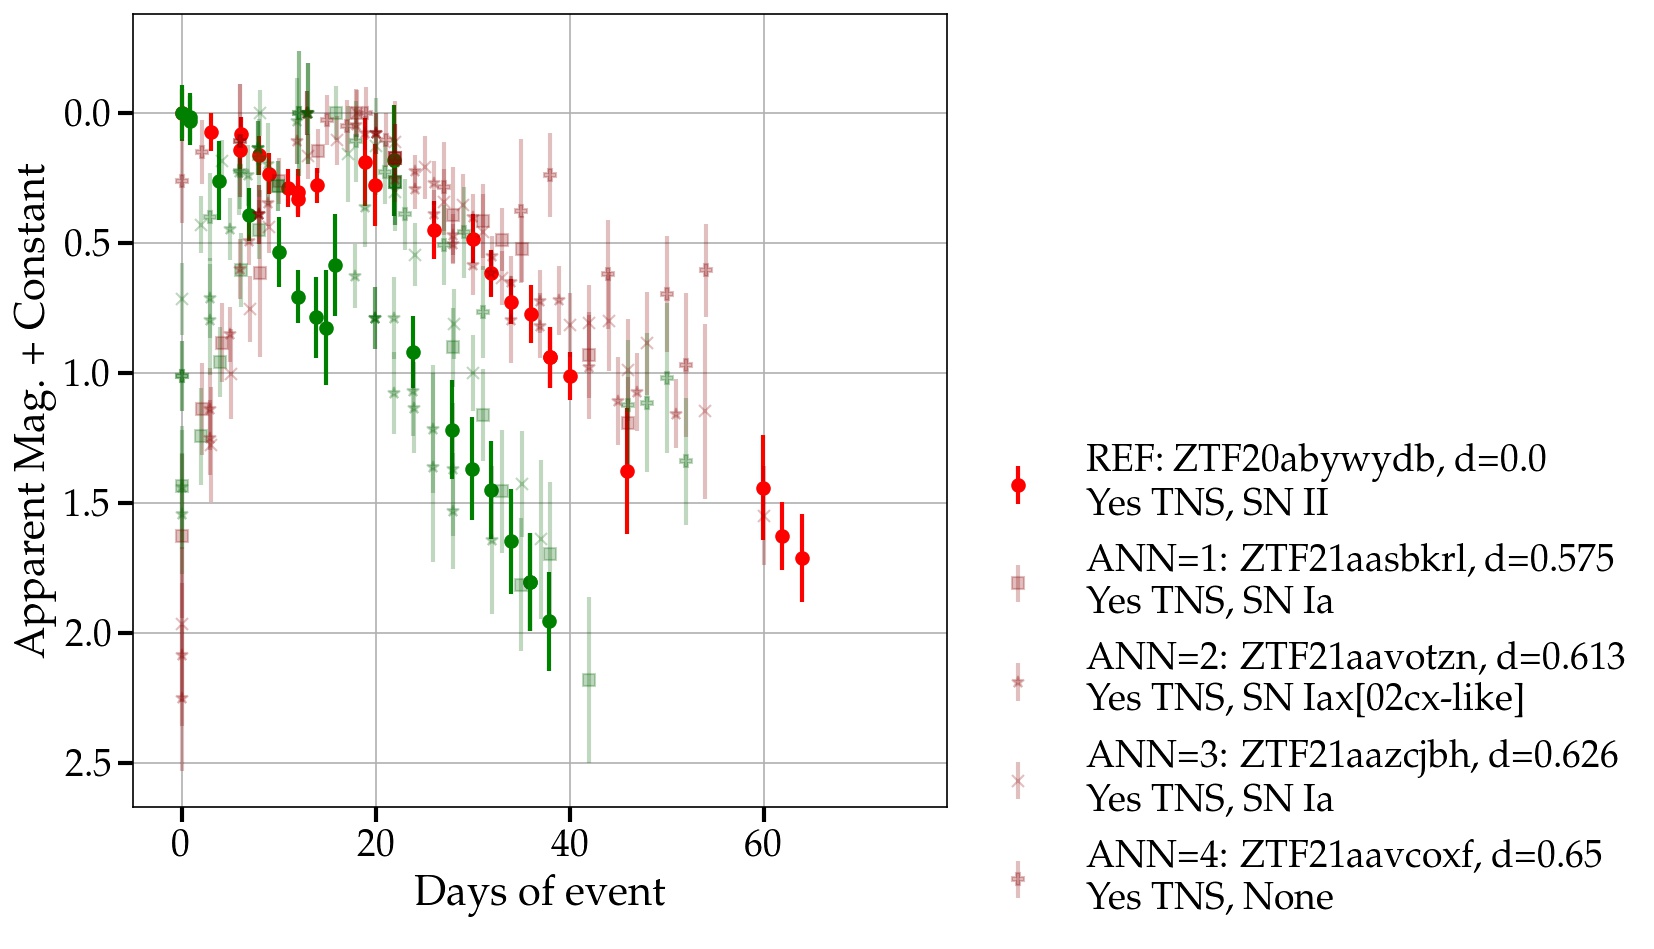 0.0
0.5
1.0
1.5
2.0
2.5
Apparent Mag. + Constant
0
20
40
60
Days of event
REF: ZTF20abywydb, d=0.0
Yes TNS, SN II
ANN=1: ZTF21aasbkrl, d=0.575
Yes TNS, SN Ia
ANN=2: ZTF21aavotzn, d=0.613
Yes TNS, SN Iax[02cx-like]
ANN=3: ZTF21aazcjbh, d=0.626
Yes TNS, SN Ia
ANN=4: ZTF21aavcoxf, d=0.65
Yes TNS, None